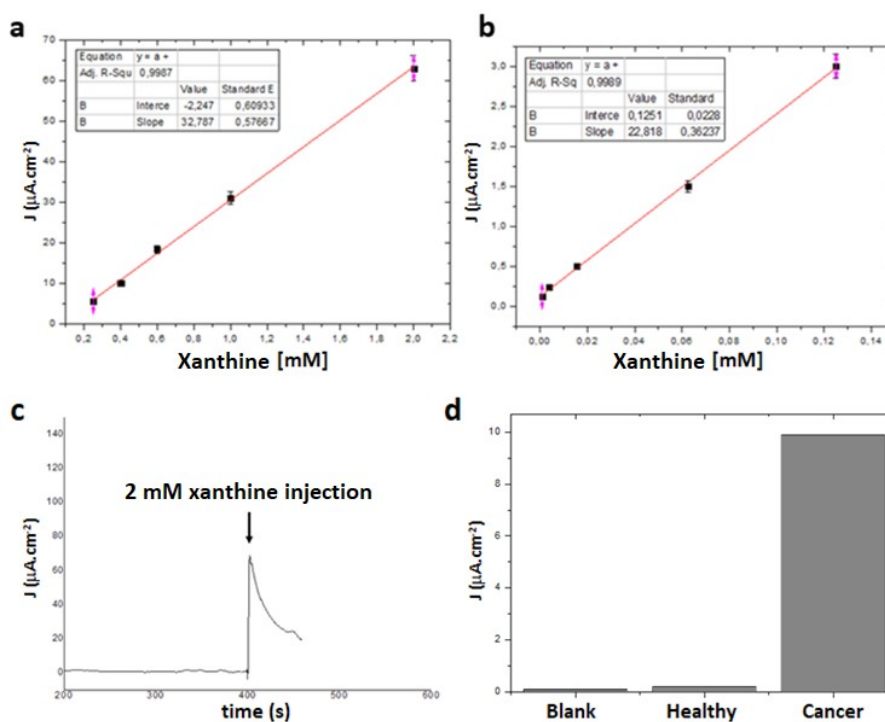 a
70
60
50
40
30
20
10
0
J (µA.cm-2)
Equation y = a +
Adj. R-Squ 0,9987
Value Standard E
B Interce -2,247 0,60933
B Slope 32,787 0,57667
0,2 0,4 0,6 0,8 1,0 1,2 1,4 1,6 1,8 2,0 2,2
Xanthine [mM]
b
3,0
2,5
2,0
1,5
1,0
0,5
0,0
J (µA.cm-2)
Equation y = a +
Adj. R-Sq 0,9989
Value Standard
B Interce 0,1251 0,0228
B Slope 22,818 0,36237
0,00 0,02 0,04 0,06 0,08 0,10 0,12 0,14
Xanthine [mM]
c
140
120
100
80
60
40
20
0
J (µA.cm-2)
2 mM xanthine injection
200 300 400 500 600
time (s)
d
10
8
6
4
2
0
J (µA.cm-2)
Blank Healthy Cancer